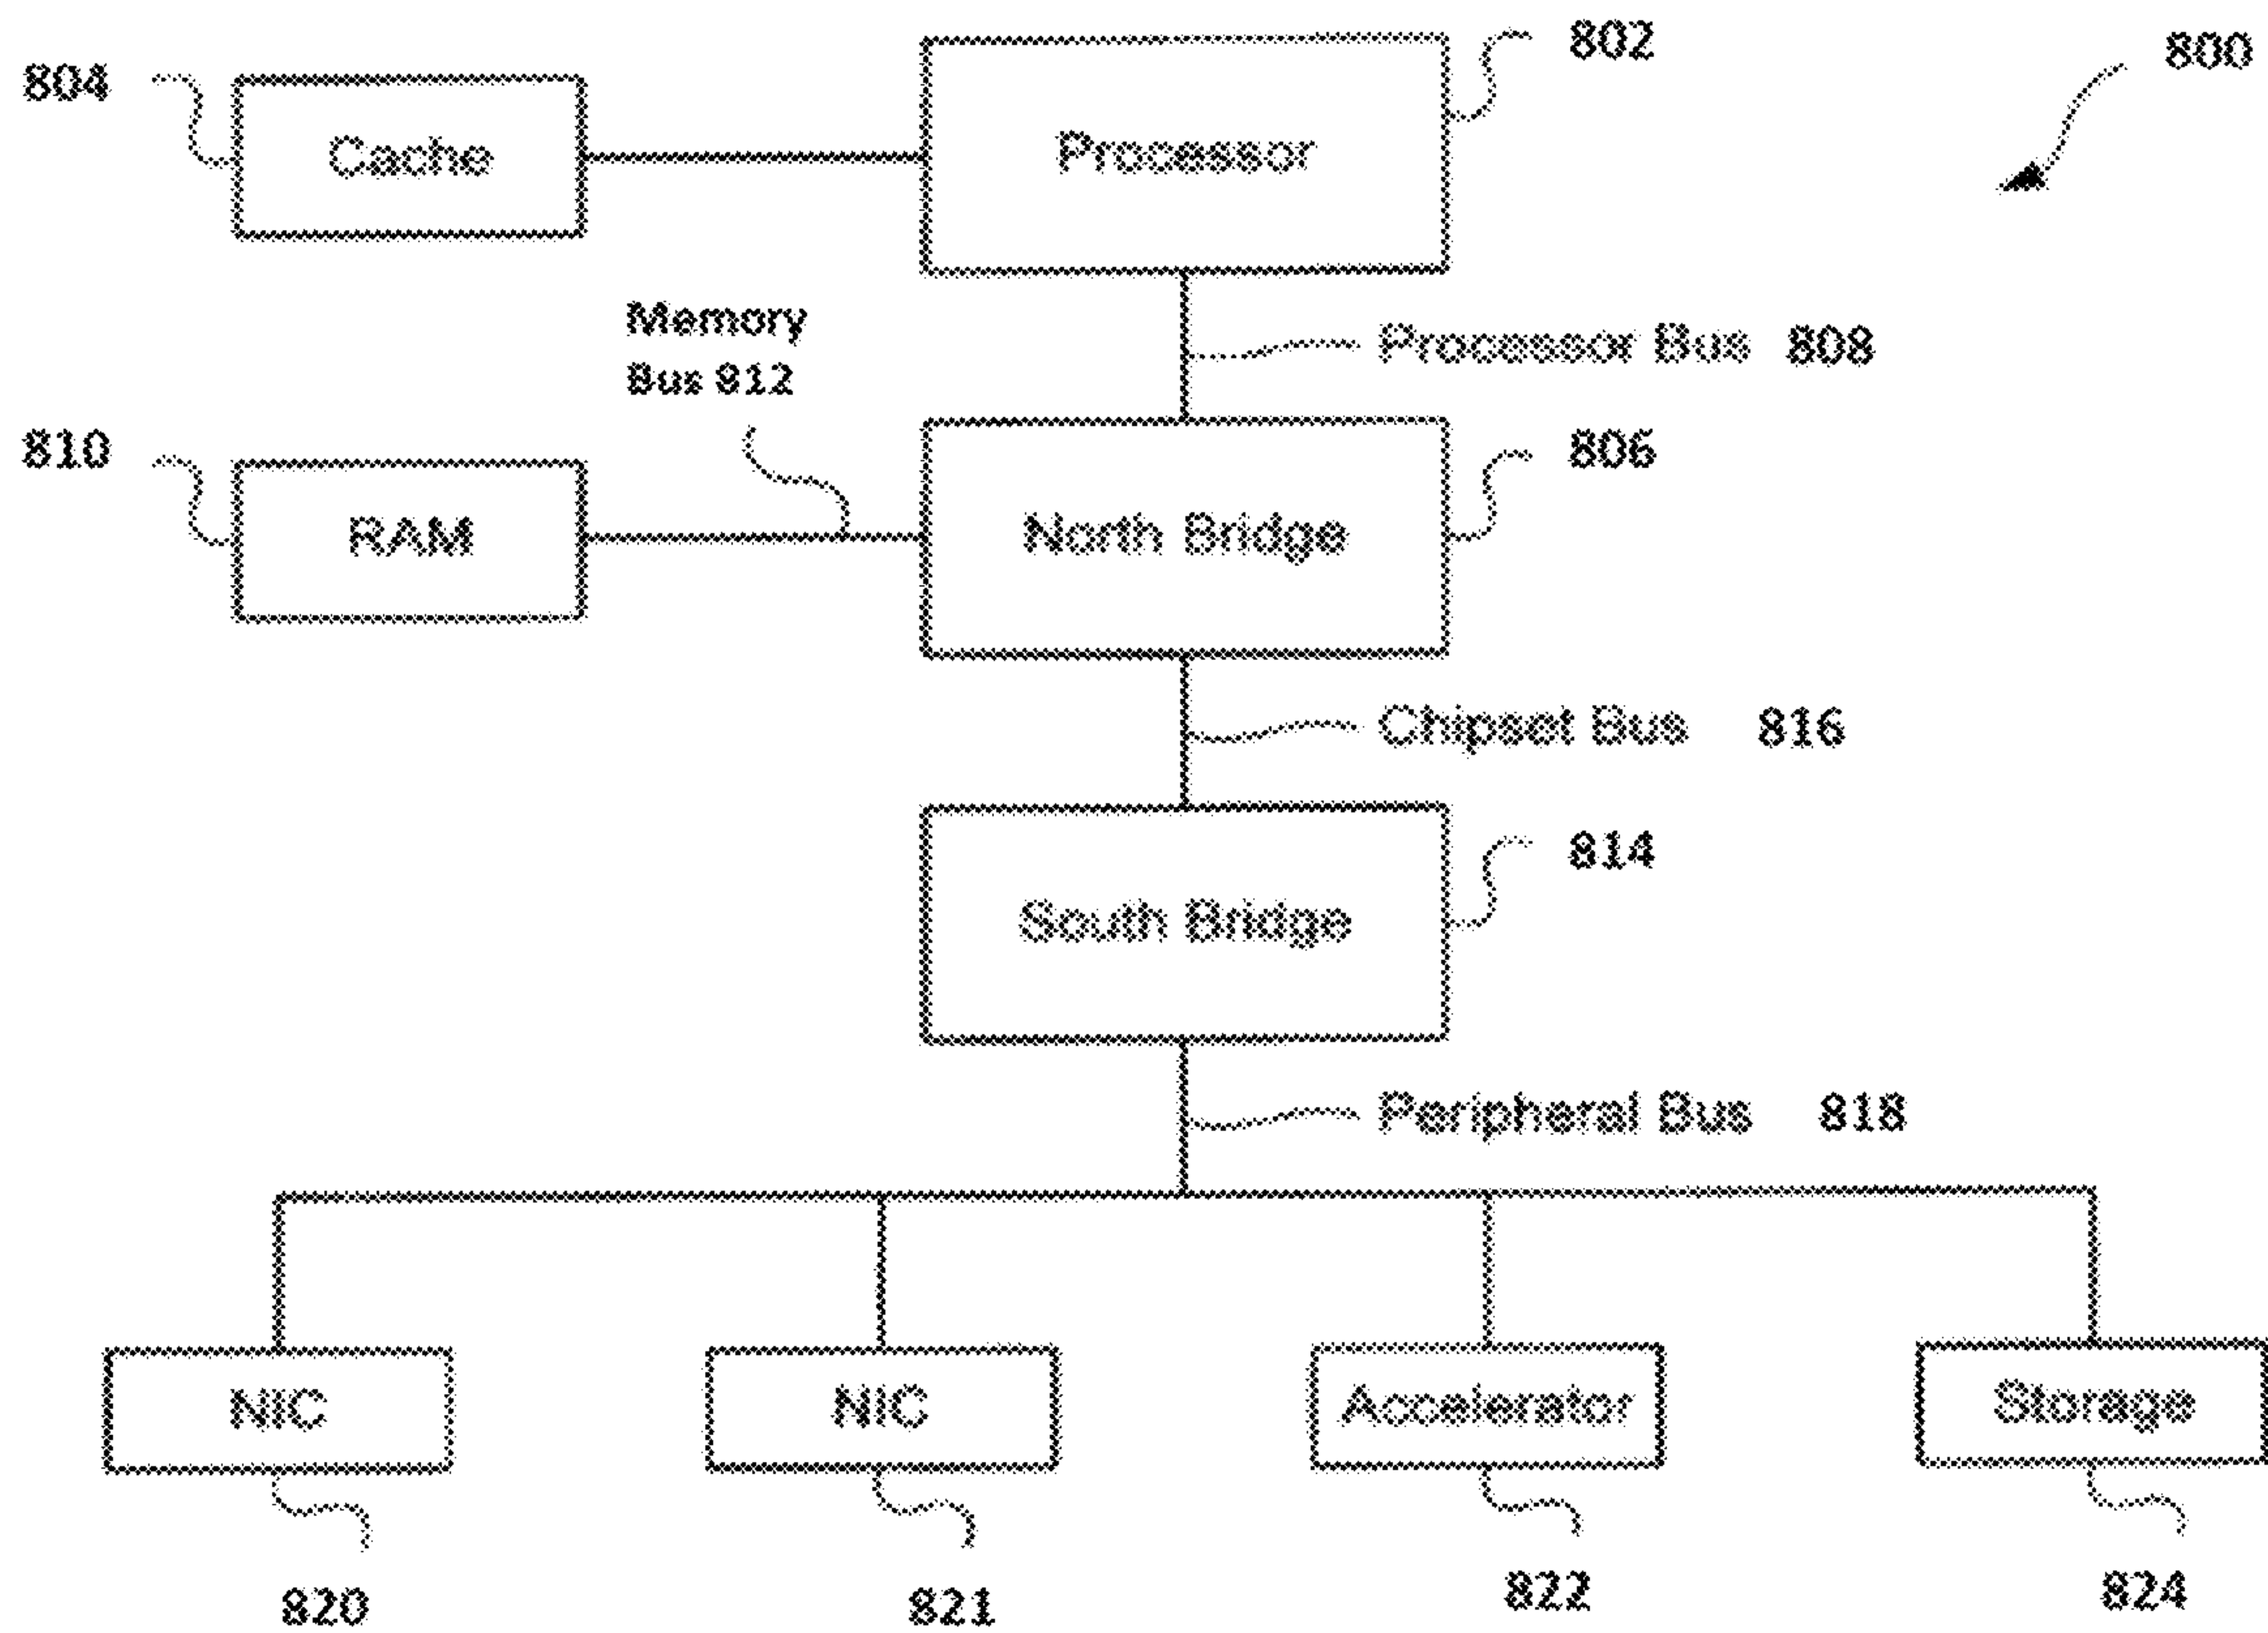 804
Cache
Processor
802
800
Memory
Bus 812
Processor Bus 808
810
RAM
North Bridge
806
Chipset Bus 816
South Bridge
814
Peripheral Bus 818
NIC
NIC
Accelerator
Storage
820
821
822
824